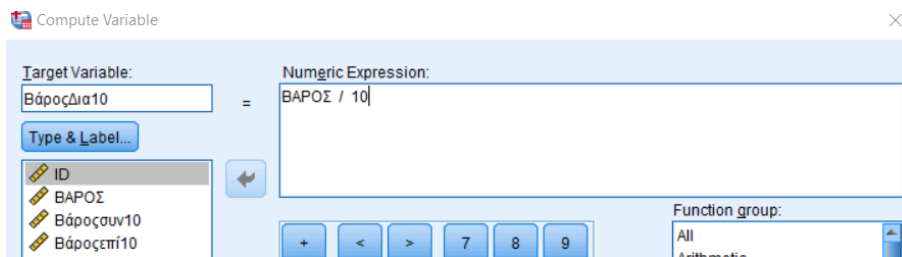 Compute Variable
Target Variable:
ΒάροςΔια10
=
Numeric Expression:
ΒΑΡΟΣ / 10
Type & Label...
ID
ΒΑΡΟΣ
Βάροςσυν10
Βάροςεπί10
+ < > 7 8 9
Function group:
All
Arithmetic